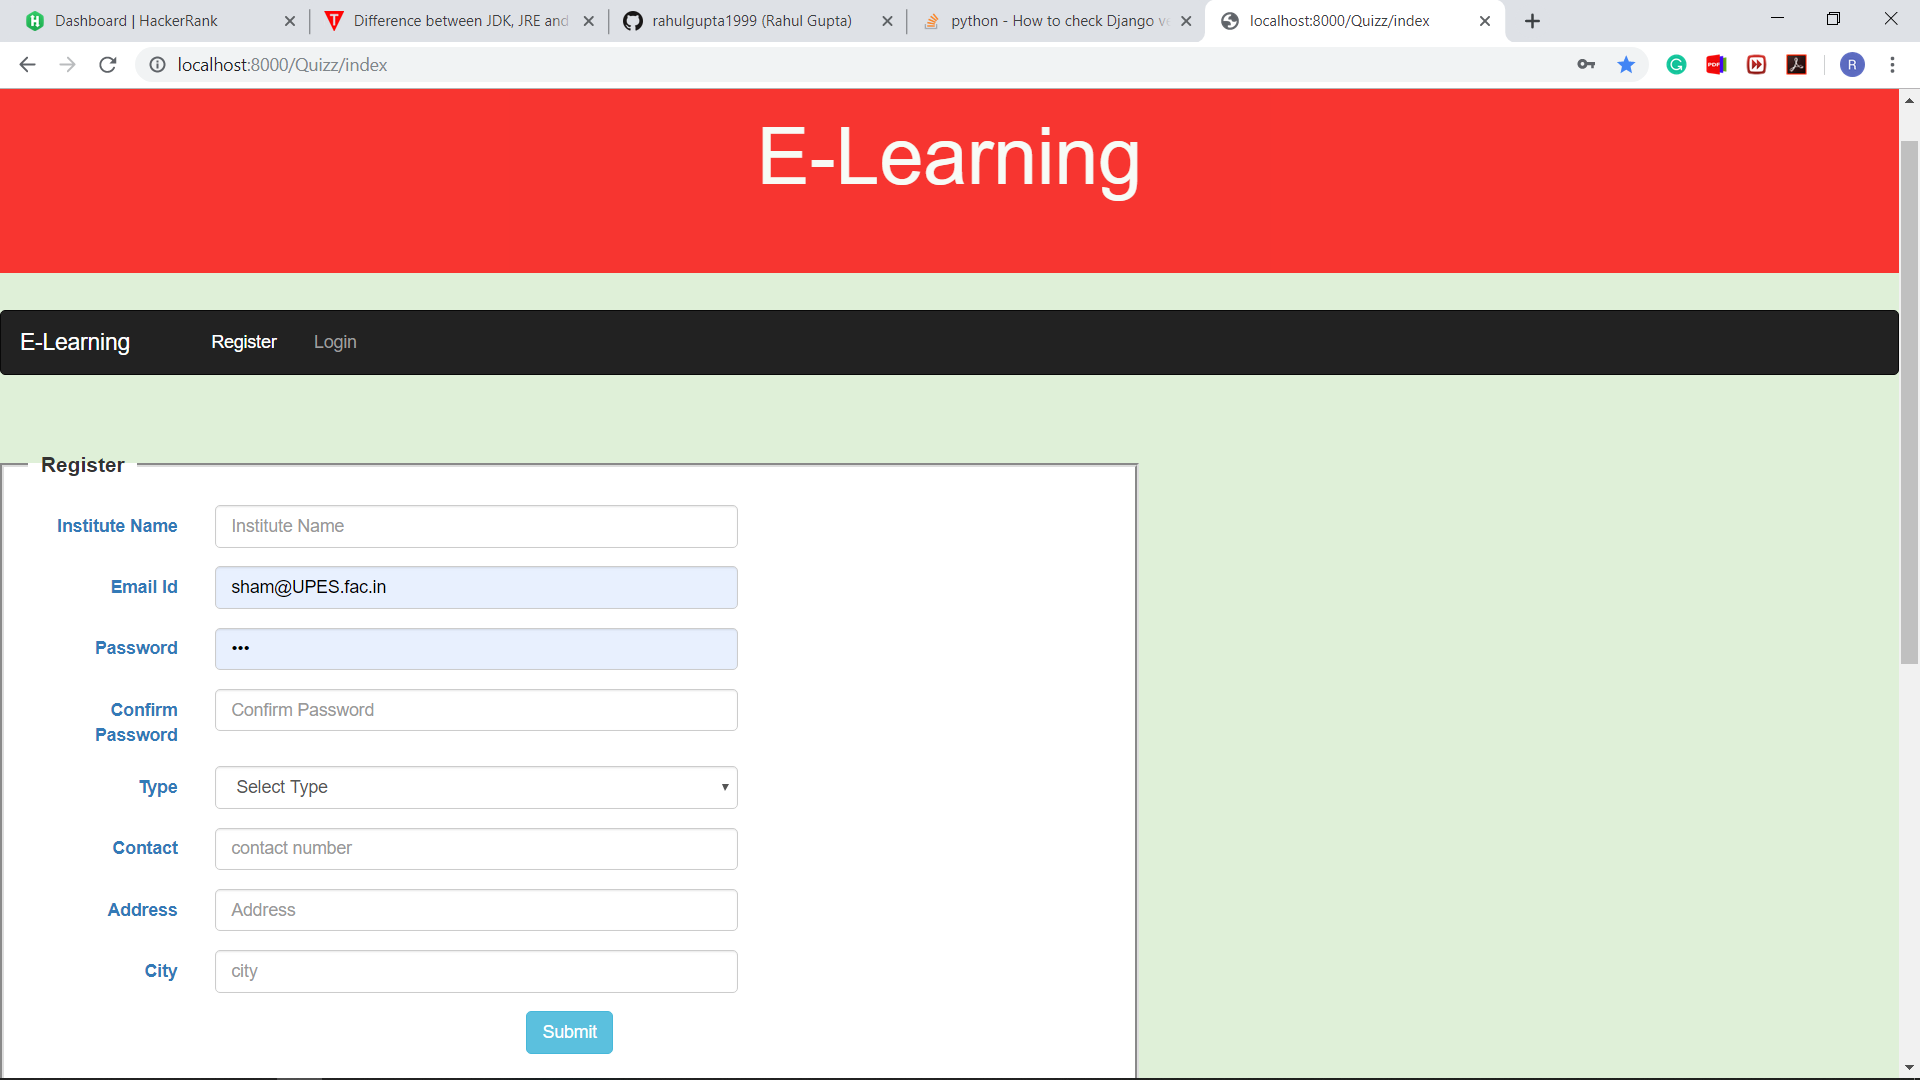 Dashboard | HackerRank
Difference between JDK, JRE and
rahulgupta1999 (Rahul Gupta)
python - How to check Django ve
localhost:8000/Quizz/index
localhost:8000/Quizz/index
PDF
R
E-Learning
E-Learning Register Login
Register
Institute Name Institute Name
Email Id sham@UPES.fac.in
Password •••
Confirm Password Confirm Password
Type Select Type
Contact contact number
Address Address
City city
Submit